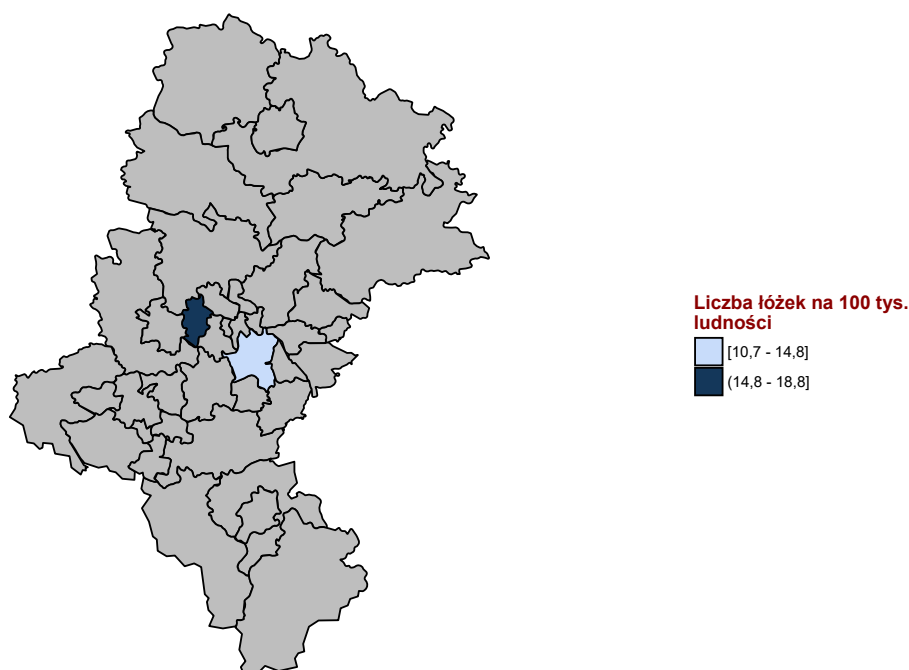 Liczba łóżek na 100 tys.
ludności
[10,7 - 14,8]
(14,8 - 18,8]